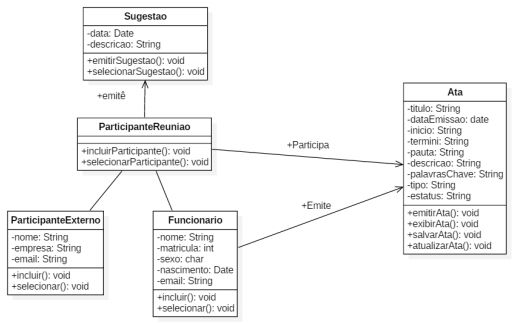 Sugestao
-data: Date
-descricao: String
+emitirSugestao(): void
+selecionarSugestao(): void
+emitê
ParticipanteReuniao
+incluirParticipante(): void
+selecionarParticipante(): void
+Participa
Ata
-titulo: String
-dataEmissao: date
-inicio: String
-termini: String
-pauta: String
-descricao: String
-palavrasChave: String
-tipo: String
-estatus: String
+emitirAta(): void
+exibirAta(): void
+salvarAta(): void
+atualizarAta(): void
+Emite
ParticipanteExterno
-nome: String
-empresa: String
-email: String
+incluir(): void
+selecionar(): void
Funcionario
-nome: String
-matricula: int
-sexo: char
-nascimento: Date
-email: String
+incluir(): void
+selecionar(): void